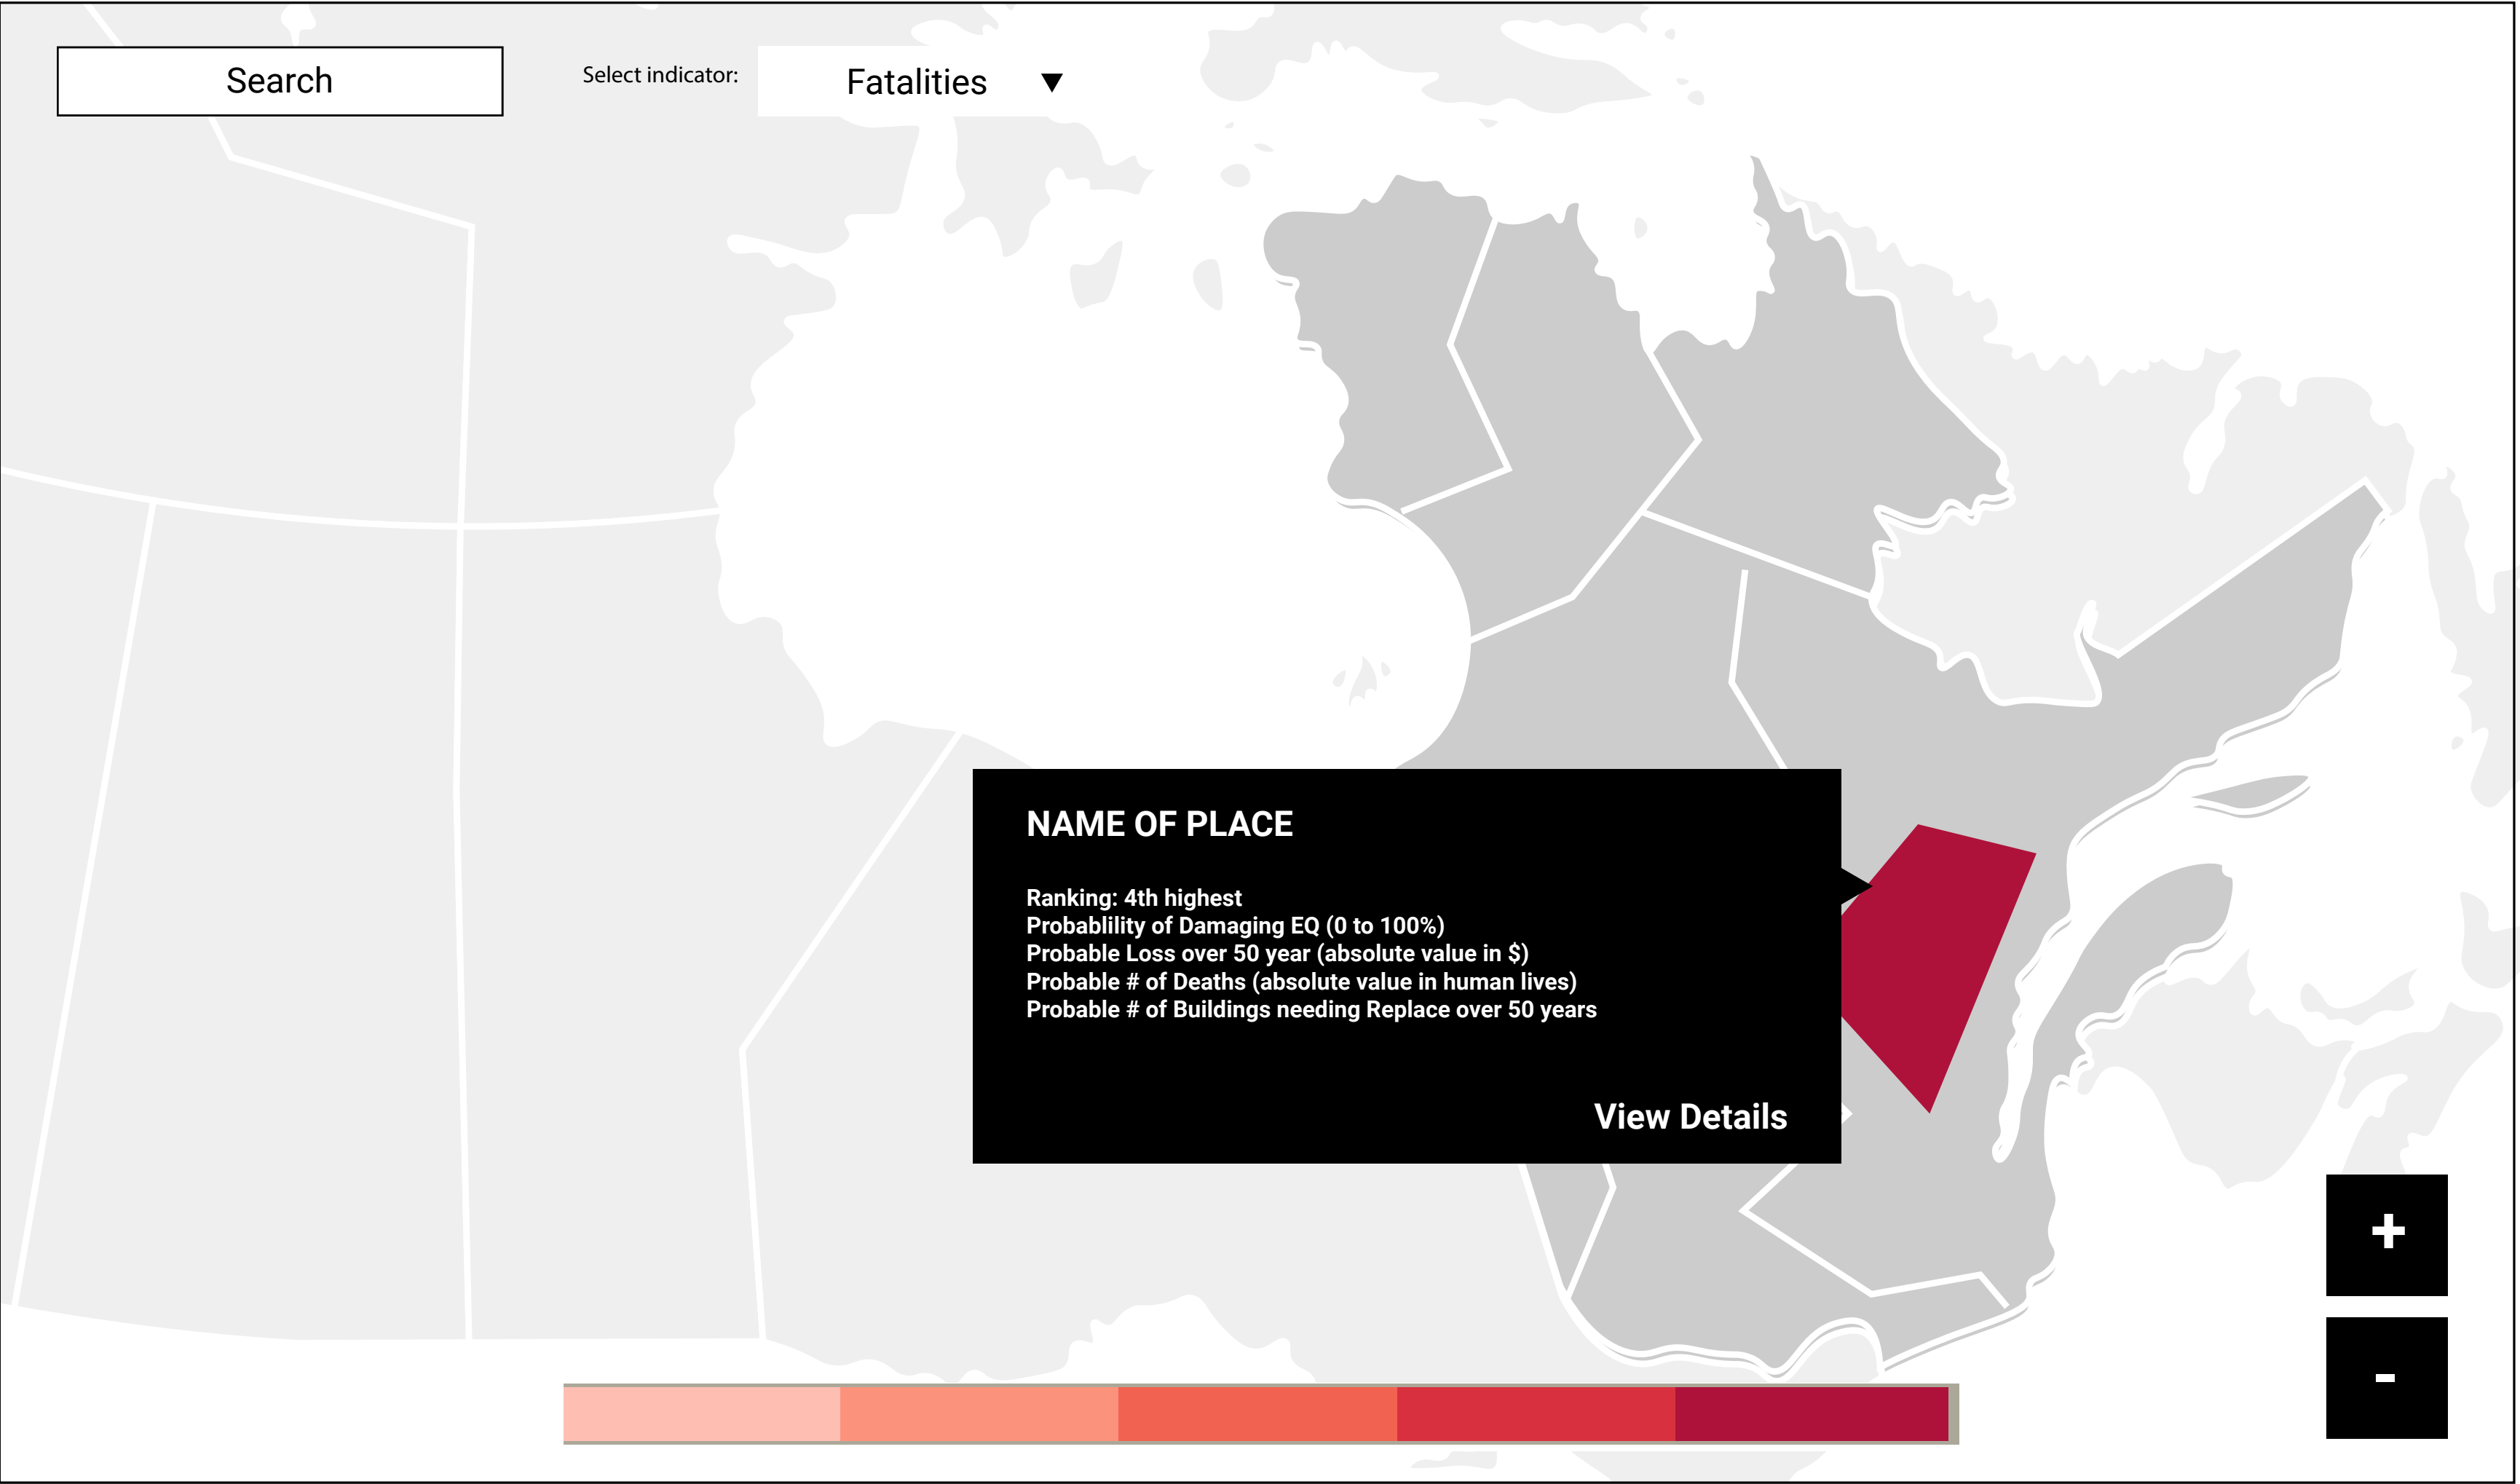 Search
Select indicator:
Fatalities
NAME OF PLACE
Ranking: 4th highest
Probablility of Damaging EQ (0 to 100%)
Probable Loss over 50 year (absolute value in $)
Probable # of Deaths (absolute value in human lives)
Probable # of Buildings needing Replace over 50 years
View Details
+
-